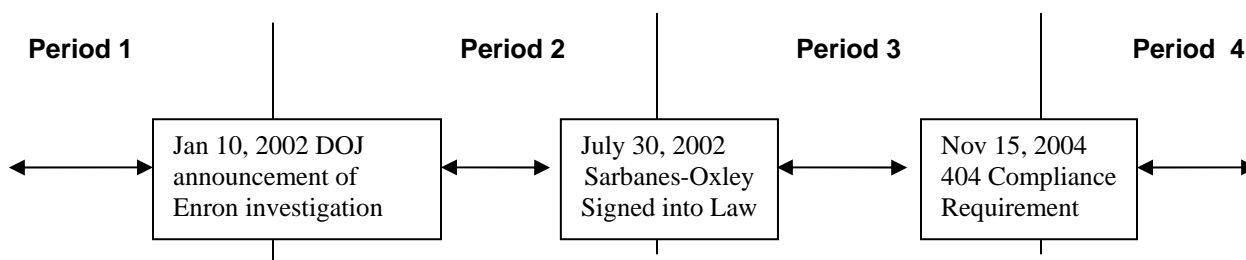 Period 1
Period 2
Period 3
Period 4
Jan 10, 2002 DOJ
announcement of
Enron investigation
July 30, 2002
Sarbanes-Oxley
Signed into Law
Nov 15, 2004
404 Compliance
Requirement